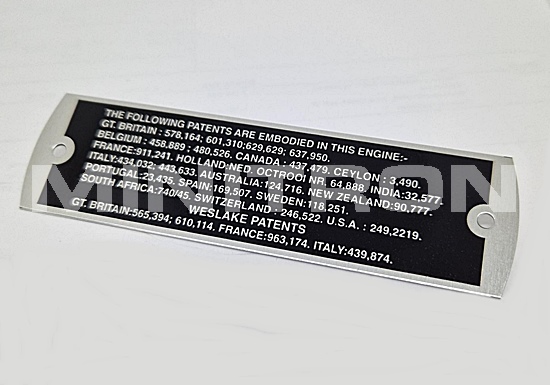 THE FOLLOWING PATENTS ARE EMBODIED IN THIS ENGINE:-
GT. BRITAIN : 578,164; 601,310;629,629; 637,950.
BELGIUM : 458,889 ; 480,526. CANADA : 437,479. CEYLON : 3,490.
FRANCE:911,241. HOLLAND:NED. OCTROOI NR. 64,888. INDIA:32,577.
ITALY:434,032; 443,633. AUSTRALIA:124,716. NEW ZEALAND:90,777.
PORTUGAL:23,435. SPAIN:169,507. SWEDEN:118,251.
SOUTH AFRICA:740/45. SWITZERLAND : 246,522. U.S.A. : 249,2219.
WESLAKE PATENTS
GT. BRITAIN:565,394; 610,114. FRANCE:963,174. ITALY:439,874.